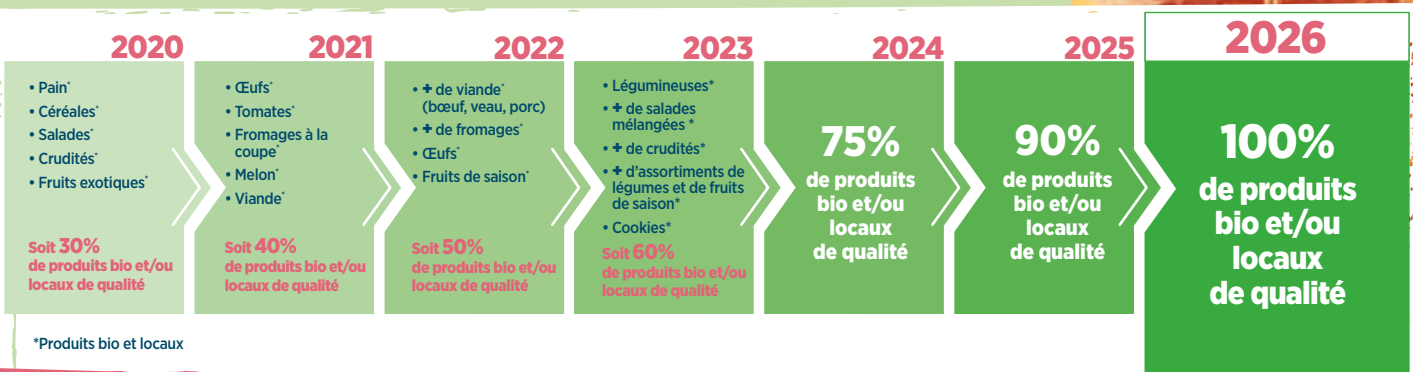 2020
• Pain*
• Céréales*
• Salades*
• Crudités*
• Fruits exotiques*
Soit 30%
de produits bio et/ou
locaux de qualité
2021
• Œufs*
• Tomates*
• Fromages à la
coupe*
• Melon*
• Viande*
Soit 40%
de produits bio et/ou
locaux de qualité
2022
• + de viande*
(bœuf, veau, porc)
• + de fromages*
• Œufs*
• Fruits de saison*
Soit 50%
de produits bio et/ou
locaux de qualité
2023
• Légumineuses*
• + de salades
mélangées *
• + de crudités*
• + d'assortiments de
légumes et de fruits
de saison*
• Cookies*
Soit 60%
de produits bio et/ou
locaux de qualité
2024
75%
de produits
bio et/ou
locaux
de qualité
2025
90%
de produits
bio et/ou
locaux
de qualité
2026
100%
de produits
bio et/ou
locaux
de qualité
*Produits bio et locaux